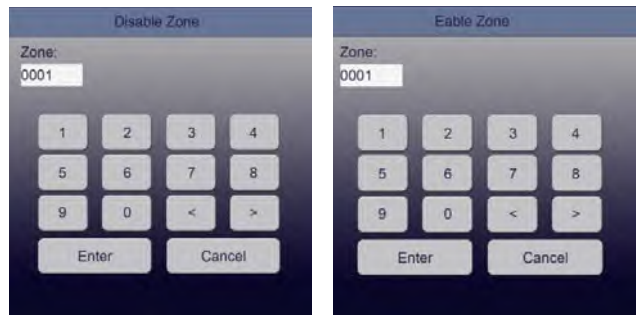 Disable Zone
Zone:
0001
1 2 3 4
5 6 7 8
9 0 < >
Enter Cancel
Eable Zone
Zone:
0001
1 2 3 4
5 6 7 8
9 0 < >
Enter Cancel